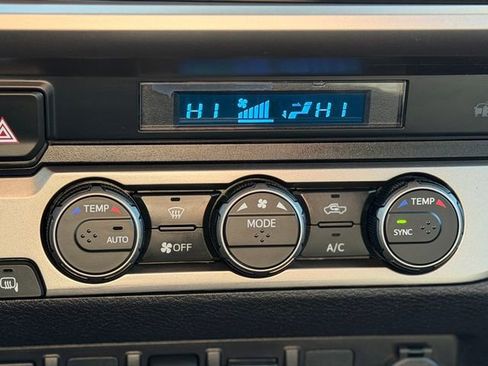 HI HI
TEMP
AUTO
OFF
MODE
A/C
TEMP
SYNC